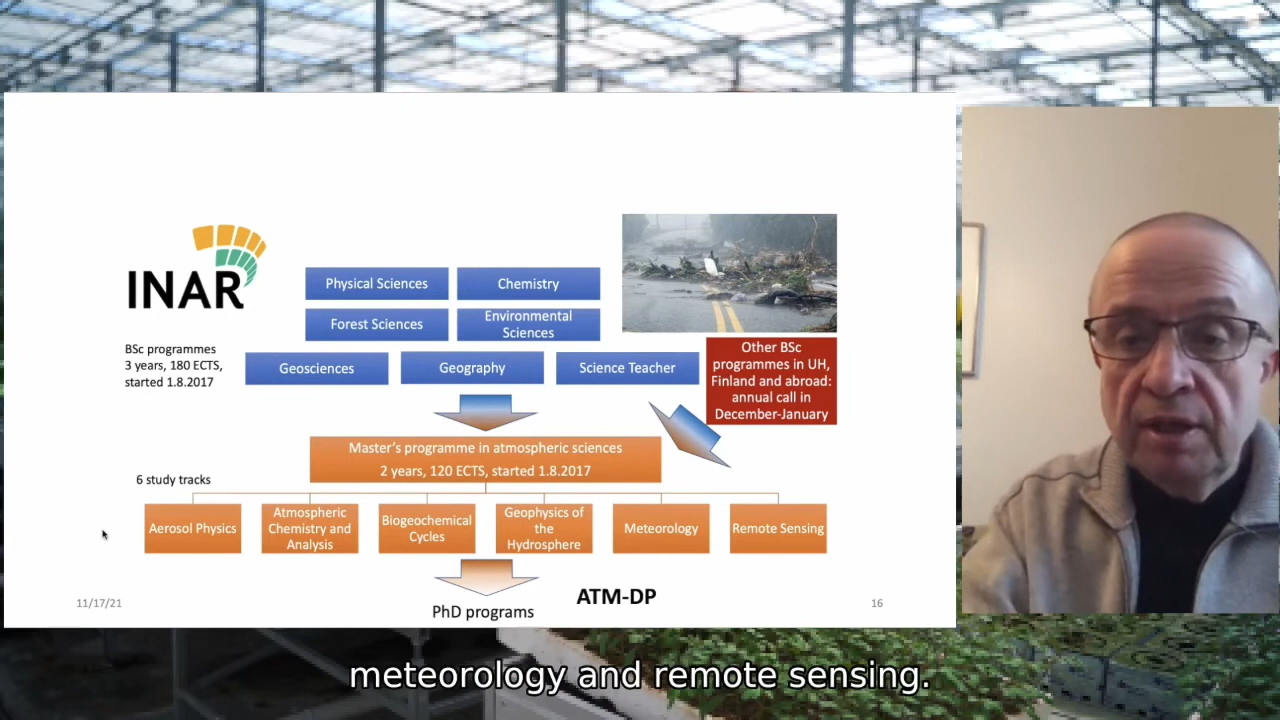 INAR
Physical Sciences
Chemistry
Forest Sciences
Environmental
Sciences
BSc programmes
3 years, 180 ECTS,
started 1.8.2017
Geosciences
Geography
Science Teacher
Other BSc
programmes in UH,
Finland and abroad:
annual call in
December-January
Master's programme in atmospheric sciences
2 years, 120 ECTS, started 1.8.2017
6 study tracks
Aerosol Physics
Atmospheric
Chemistry and
Analysis
Biogeochemical
Cycles
Geophysics of
the
Hydrosphere
Meteorology
Remote Sensing
11/17/21
PhD programs
ATM-DP
16
meteorology and remote sensing.